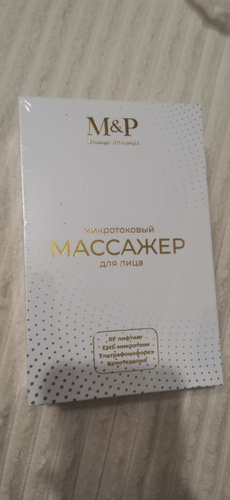 M&P
микротоковый
МАССАЖЕР
для лица
RF лифтинг
EMS микротоки
Ультрафонофорез